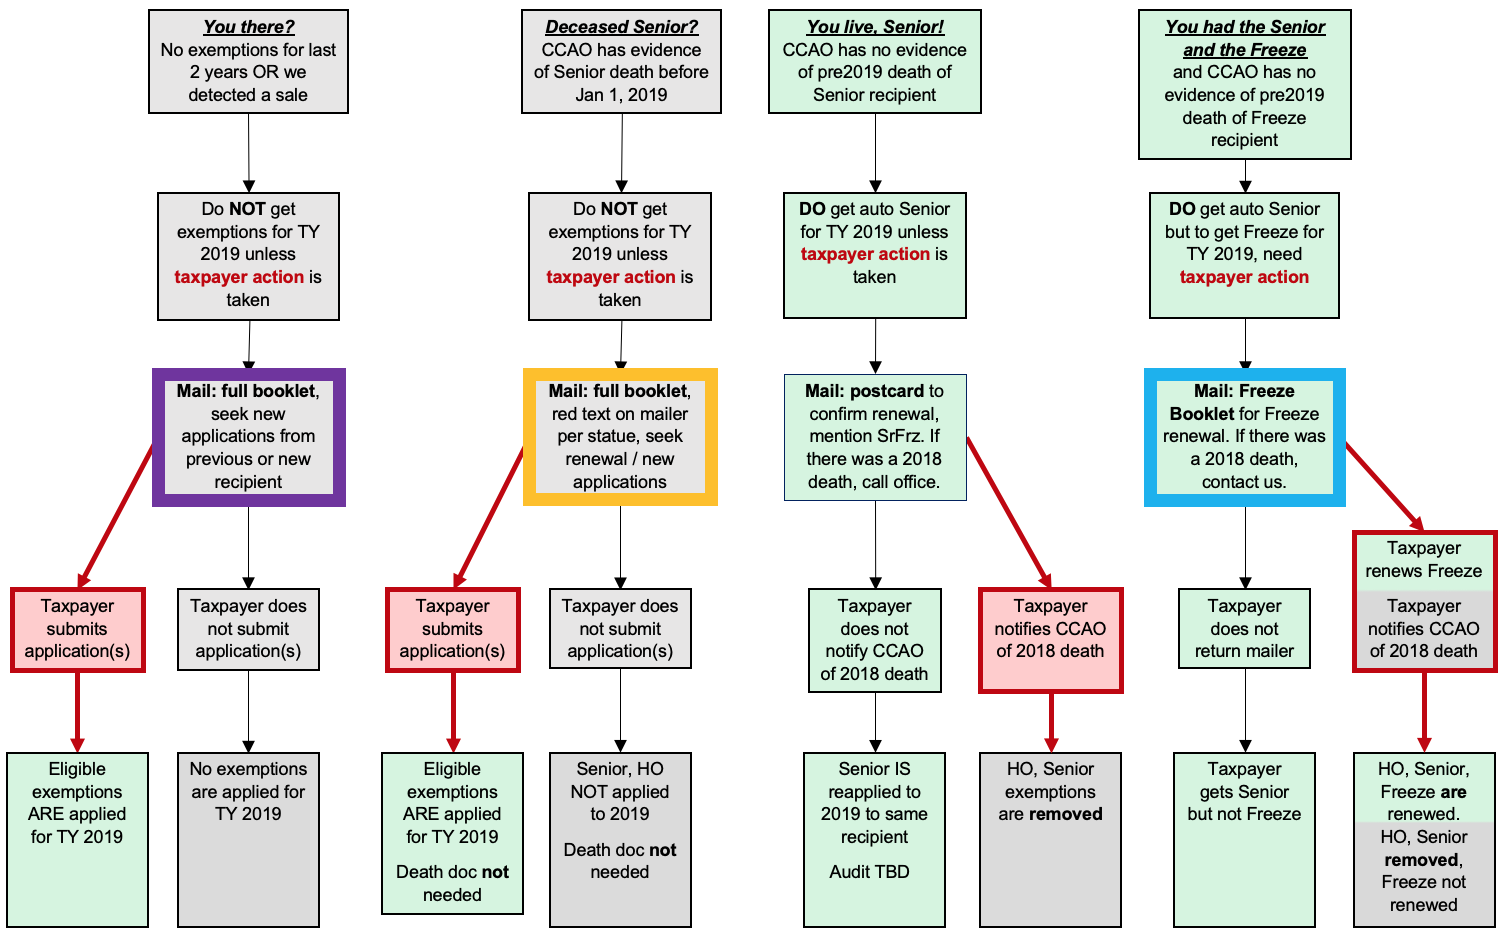 You there?
No exemptions for last
2 years OR we
detected a sale
Do NOT get
exemptions for TY
2019 unless
taxpayer action is
taken
Mail: full booklet,
seek new
applications from
previous or new
recipient
Taxpayer
submits
application(s)
Taxpayer does
not submit
application(s)
Eligible
exemptions
ARE applied
for TY 2019
No exemptions
are applied for
TY 2019
Deceased Senior?
CCAO has evidence
of Senior death before
Jan 1, 2019
Do NOT get
exemptions for TY
2019 unless
taxpayer action is
taken
Mail: full booklet,
red text on mailer
per statue, seek
renewal / new
applications
Taxpayer
submits
application(s)
Taxpayer does
not submit
application(s)
Eligible
exemptions
ARE applied
for TY 2019
Death doc not
needed
Senior, HO
NOT applied
to 2019
Death doc not
needed
You live, Senior!
CCAO has no evidence
of pre2019 death of
Senior recipient
DO get auto Senior
for TY 2019 unless
taxpayer action is
taken
Mail: postcard to
confirm renewal,
mention SrFrz. If
there was a 2018
death, call office.
Taxpayer
does not
notify CCAO
of 2018 death
Taxpayer
notifies CCAO
of 2018 death
Senior IS
reapplied to
2019 to same
recipient
Audit TBD
HO, Senior
exemptions
are removed
You had the Senior
and the Freeze
and CCAO has no
evidence of pre2019
death of Freeze
recipient
DO get auto Senior
but to get Freeze for
TY 2019, need
taxpayer action
Mail: Freeze
Booklet for Freeze
renewal. If there was
a 2018 death,
contact us.
Taxpayer
does not
return mailer
Taxpayer
renews Freeze
Taxpayer
notifies CCAO
of 2018 death
Taxpayer
gets Senior
but not Freeze
HO, Senior,
Freeze are
renewed.
HO, Senior
removed,
Freeze not
renewed